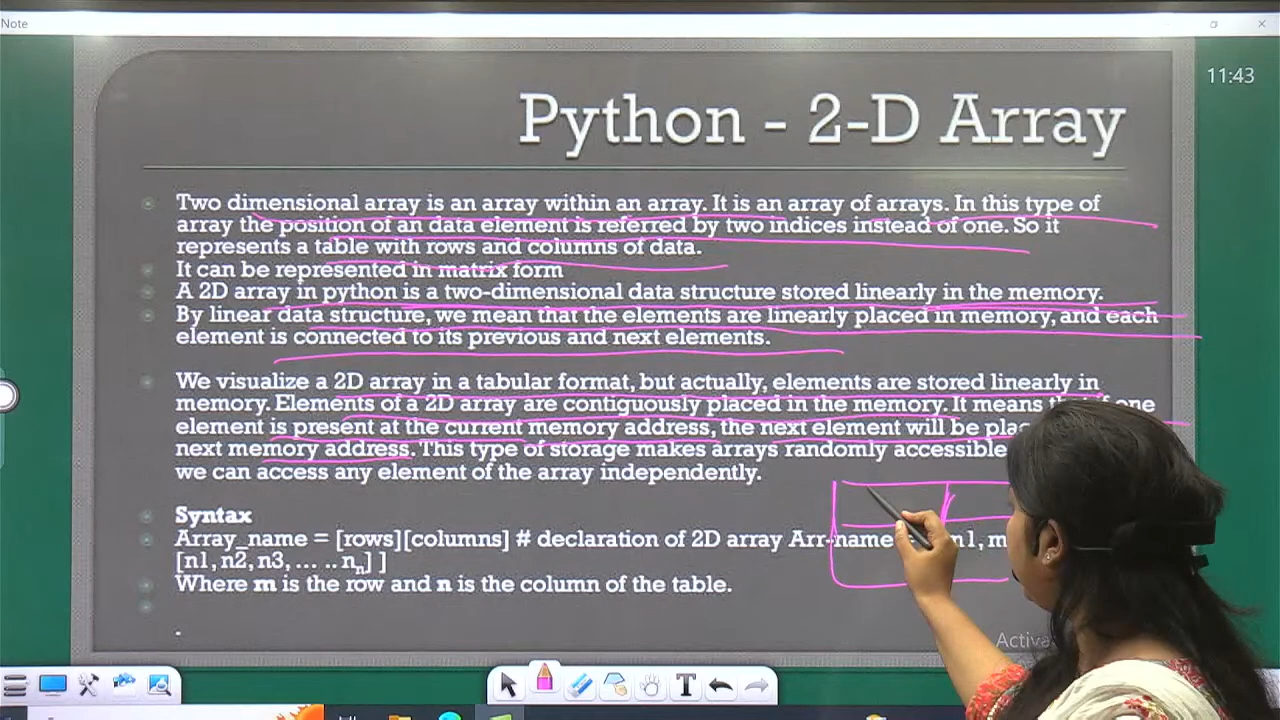 Note
11:43
Python - 2-D Array
Two dimensional array is an array within an array. It is an array of arrays. In this type of
array the position of an data element is referred by two indices instead of one. So it
represents a table with rows and columns of data.
It can be represented in matrix form
A 2D array in python is a two-dimensional data structure stored linearly in the memory.
By linear data structure, we mean that the elements are linearly placed in memory, and each
element is connected to its previous and next elements.
We visualize a 2D array in a tabular format, but actually, elements are stored linearly in
memory. Elements of a 2D array are contiguously placed in the memory. It means that if one
element is present at the current memory address, the next element will be
next memory address. This type of storage makes arrays randomly accessible
we can access any element of the array independently.
Syntax
Array_name = [rows][columns] # declaration of 2D array Arr-name
[n1, n2, n3, … .. nn] ]
Where m is the row and n is the column of the table.
.
T